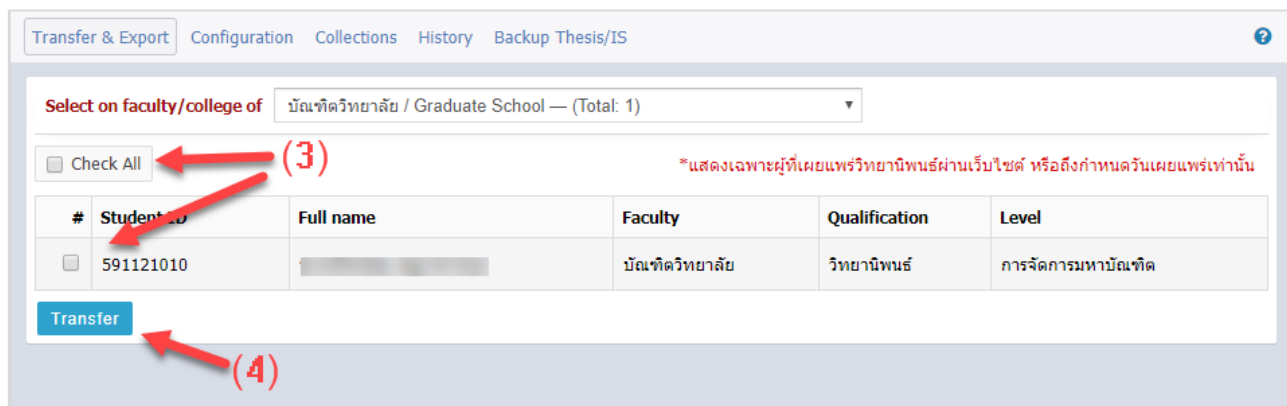 Transfer & Export Configuration Collections History Backup Thesis/IS ?
Select on faculty/college of บัณฑิตวิทยาลัย / Graduate School — (Total: 1)
Check All (3) *แสดงเฉพาะผู้ที่เผยแพร่วิทยานิพนธ์ผ่านเว็บไซต์ หรือถึงกำหนดวันเผยแพร่เท่านั้น
# Student ID Full name Faculty Qualification Level
591121010 บัณฑิตวิทยาลัย วิทยานิพนธ์ การจัดการมหาบัณฑิต
Transfer
(4)